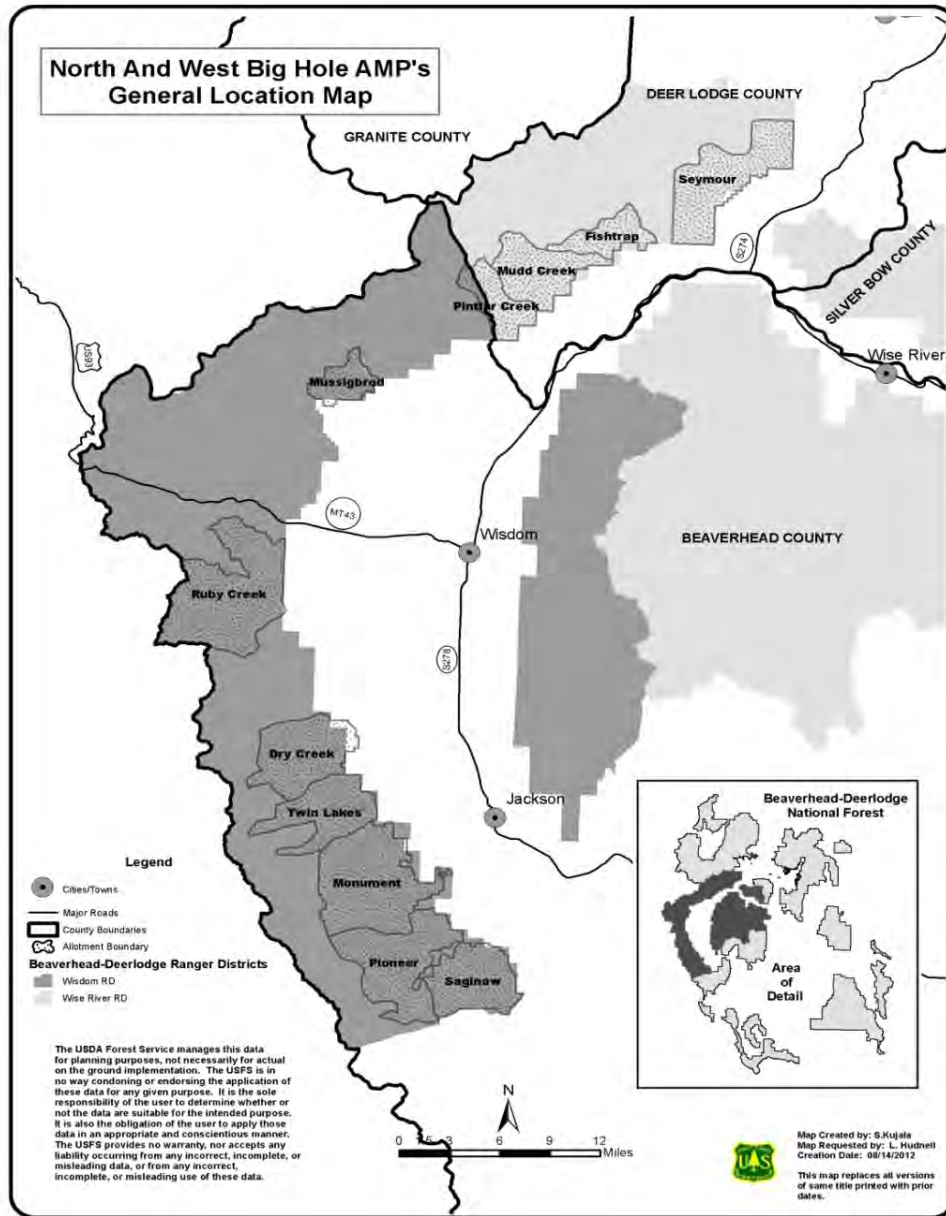 North And West Big Hole AMP's
General Location Map
DEER LODGE COUNTY
GRANITE COUNTY
Seymour
Fishtrap
S274
Mudd Creek
SILVER BOW COUNTY
Pintlar Creek
US93
Wise River
Mussigbrod
MT43
Wisdom
BEAVERHEAD COUNTY
Ruby Creek
S278
Dry Creek
Twin Lakes
Jackson
Beaverhead-Deerlodge
National Forest
Area
of
Detail
Monument
Pioneer
Saginaw
Legend
Cities/Towns
Major Roads
County Boundaries
Allotment Boundary
Beaverhead-Deerlodge Ranger Districts
Wisdom RD
Wise River RD
The USDA Forest Service manages this data
for planning purposes, not necessarily for actual
on the ground implementation. The USFS is in
no way condoning or endorsing the application of
these data for any given purpose. It is the sole
responsibility of the user to determine whether or
not the data are suitable for the intended purpose.
It is also the obligation of the user to apply those
data in an appropriate and conscientious manner.
The USFS provides no warranty, nor accepts any
liability occurring from any incorrect, incomplete, or
misleading data, or from any incorrect,
incomplete, or misleading use of these data.
N
0 1.5 3 6 9 12
Miles
UAS
Map Created by: S.Kujala
Map Requested by: L. Hudnell
Creation Date: 08/14/2012
This map replaces all versions
of same title printed with prior
dates.